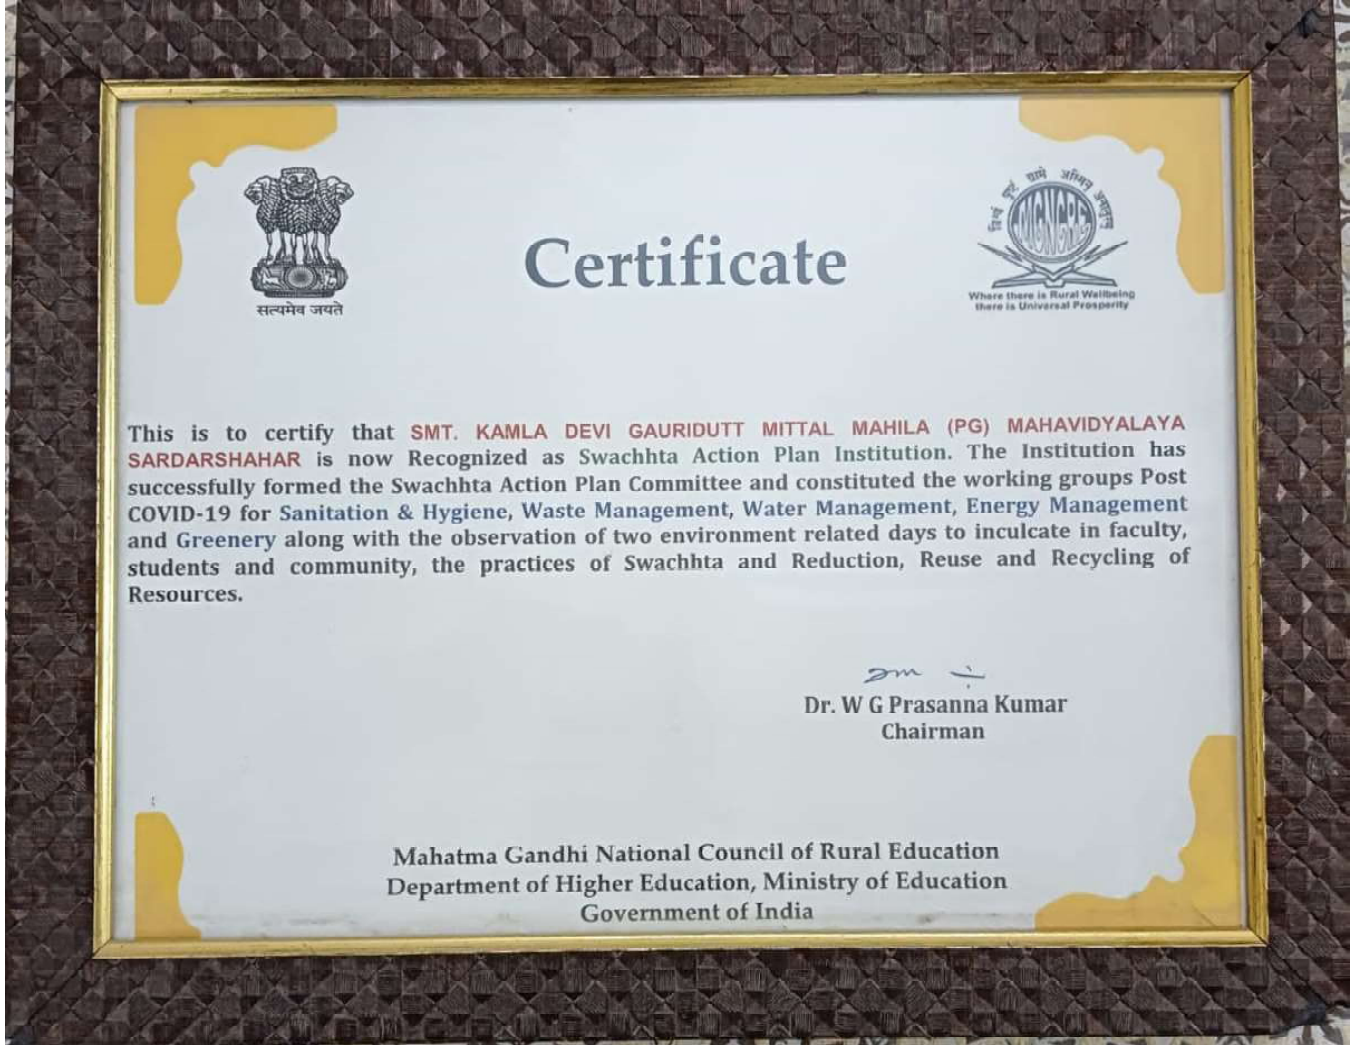 सत्यमेव जयते
Certificate
विश्वं पुष्टं ग्रामे अस्मिन् अनातुरम्
MGNCRE
Where there is Rural Wellbeing
there is Universal Prosperity
This is to certify that SMT. KAMLA DEVI GAURIDUTT MITTAL MAHILA (PG) MAHAVIDYALAYA
SARDARSHAHAR is now Recognized as Swachhta Action Plan Institution. The Institution has
successfully formed the Swachhta Action Plan Committee and constituted the working groups Post
COVID-19 for Sanitation & Hygiene, Waste Management, Water Management, Energy Management
and Greenery along with the observation of two environment related days to inculcate in faculty,
students and community, the practices of Swachhta and Reduction, Reuse and Recycling of
Resources.
Dr. W G Prasanna Kumar
Chairman
Mahatma Gandhi National Council of Rural Education
Department of Higher Education, Ministry of Education
Government of India